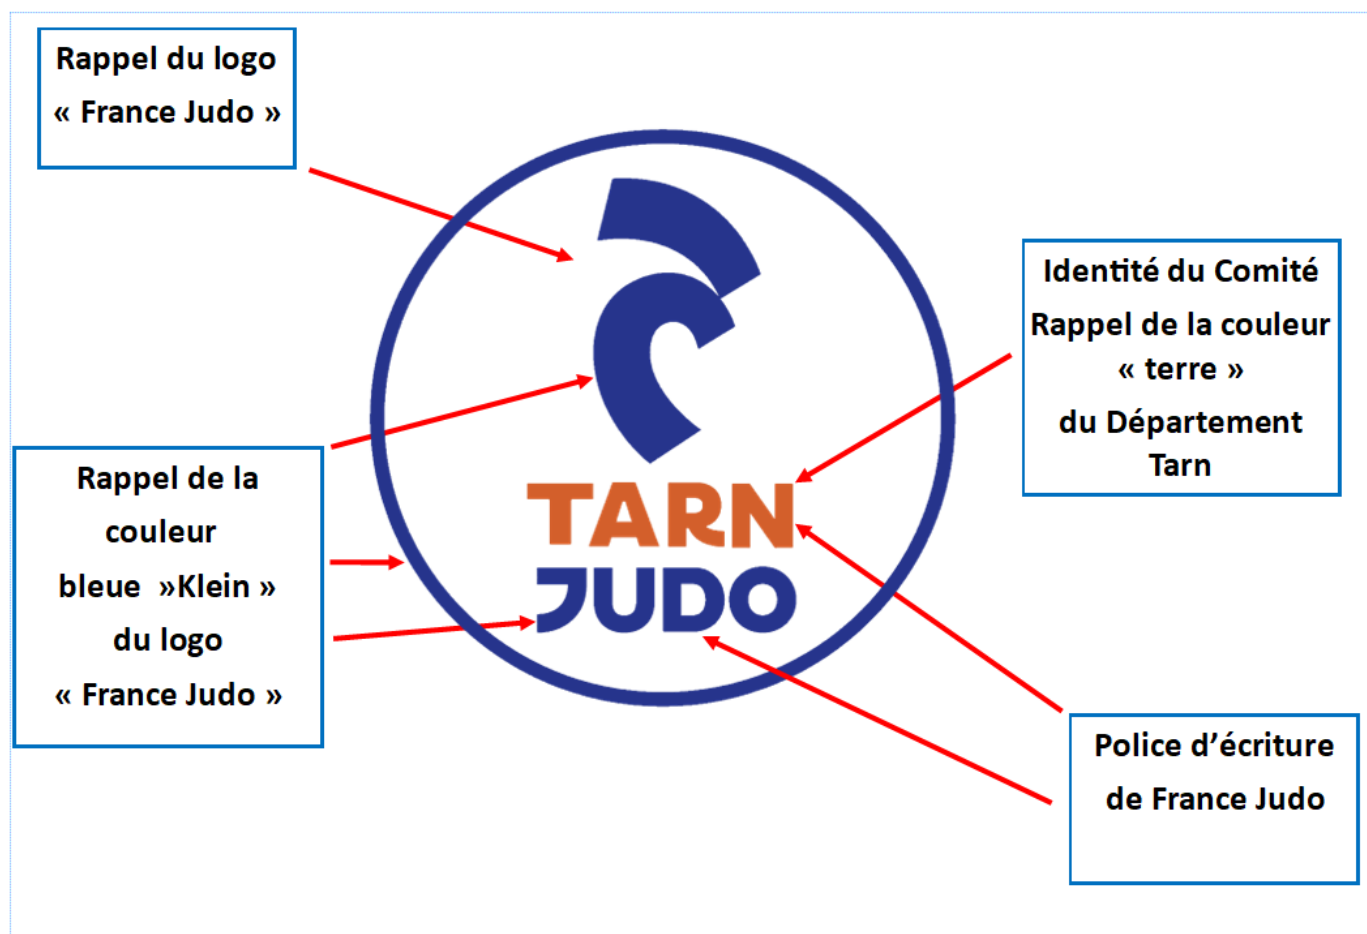 Rappel du logo
« France Judo »
Identité du Comité
Rappel de la couleur
« terre »
du Département
Tarn
Rappel de la
couleur
bleue »Klein »
du logo
« France Judo »
TARN
JUDO
Police d’écriture
de France Judo